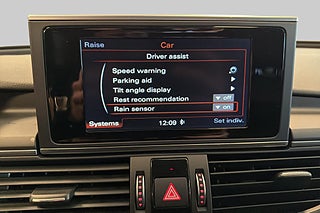 Raise Car
Driver assist
Speed warning
Parking aid
Tilt angle display
Rest recommendation off
Rain sensor on
Systems 12:09 Set indiv.